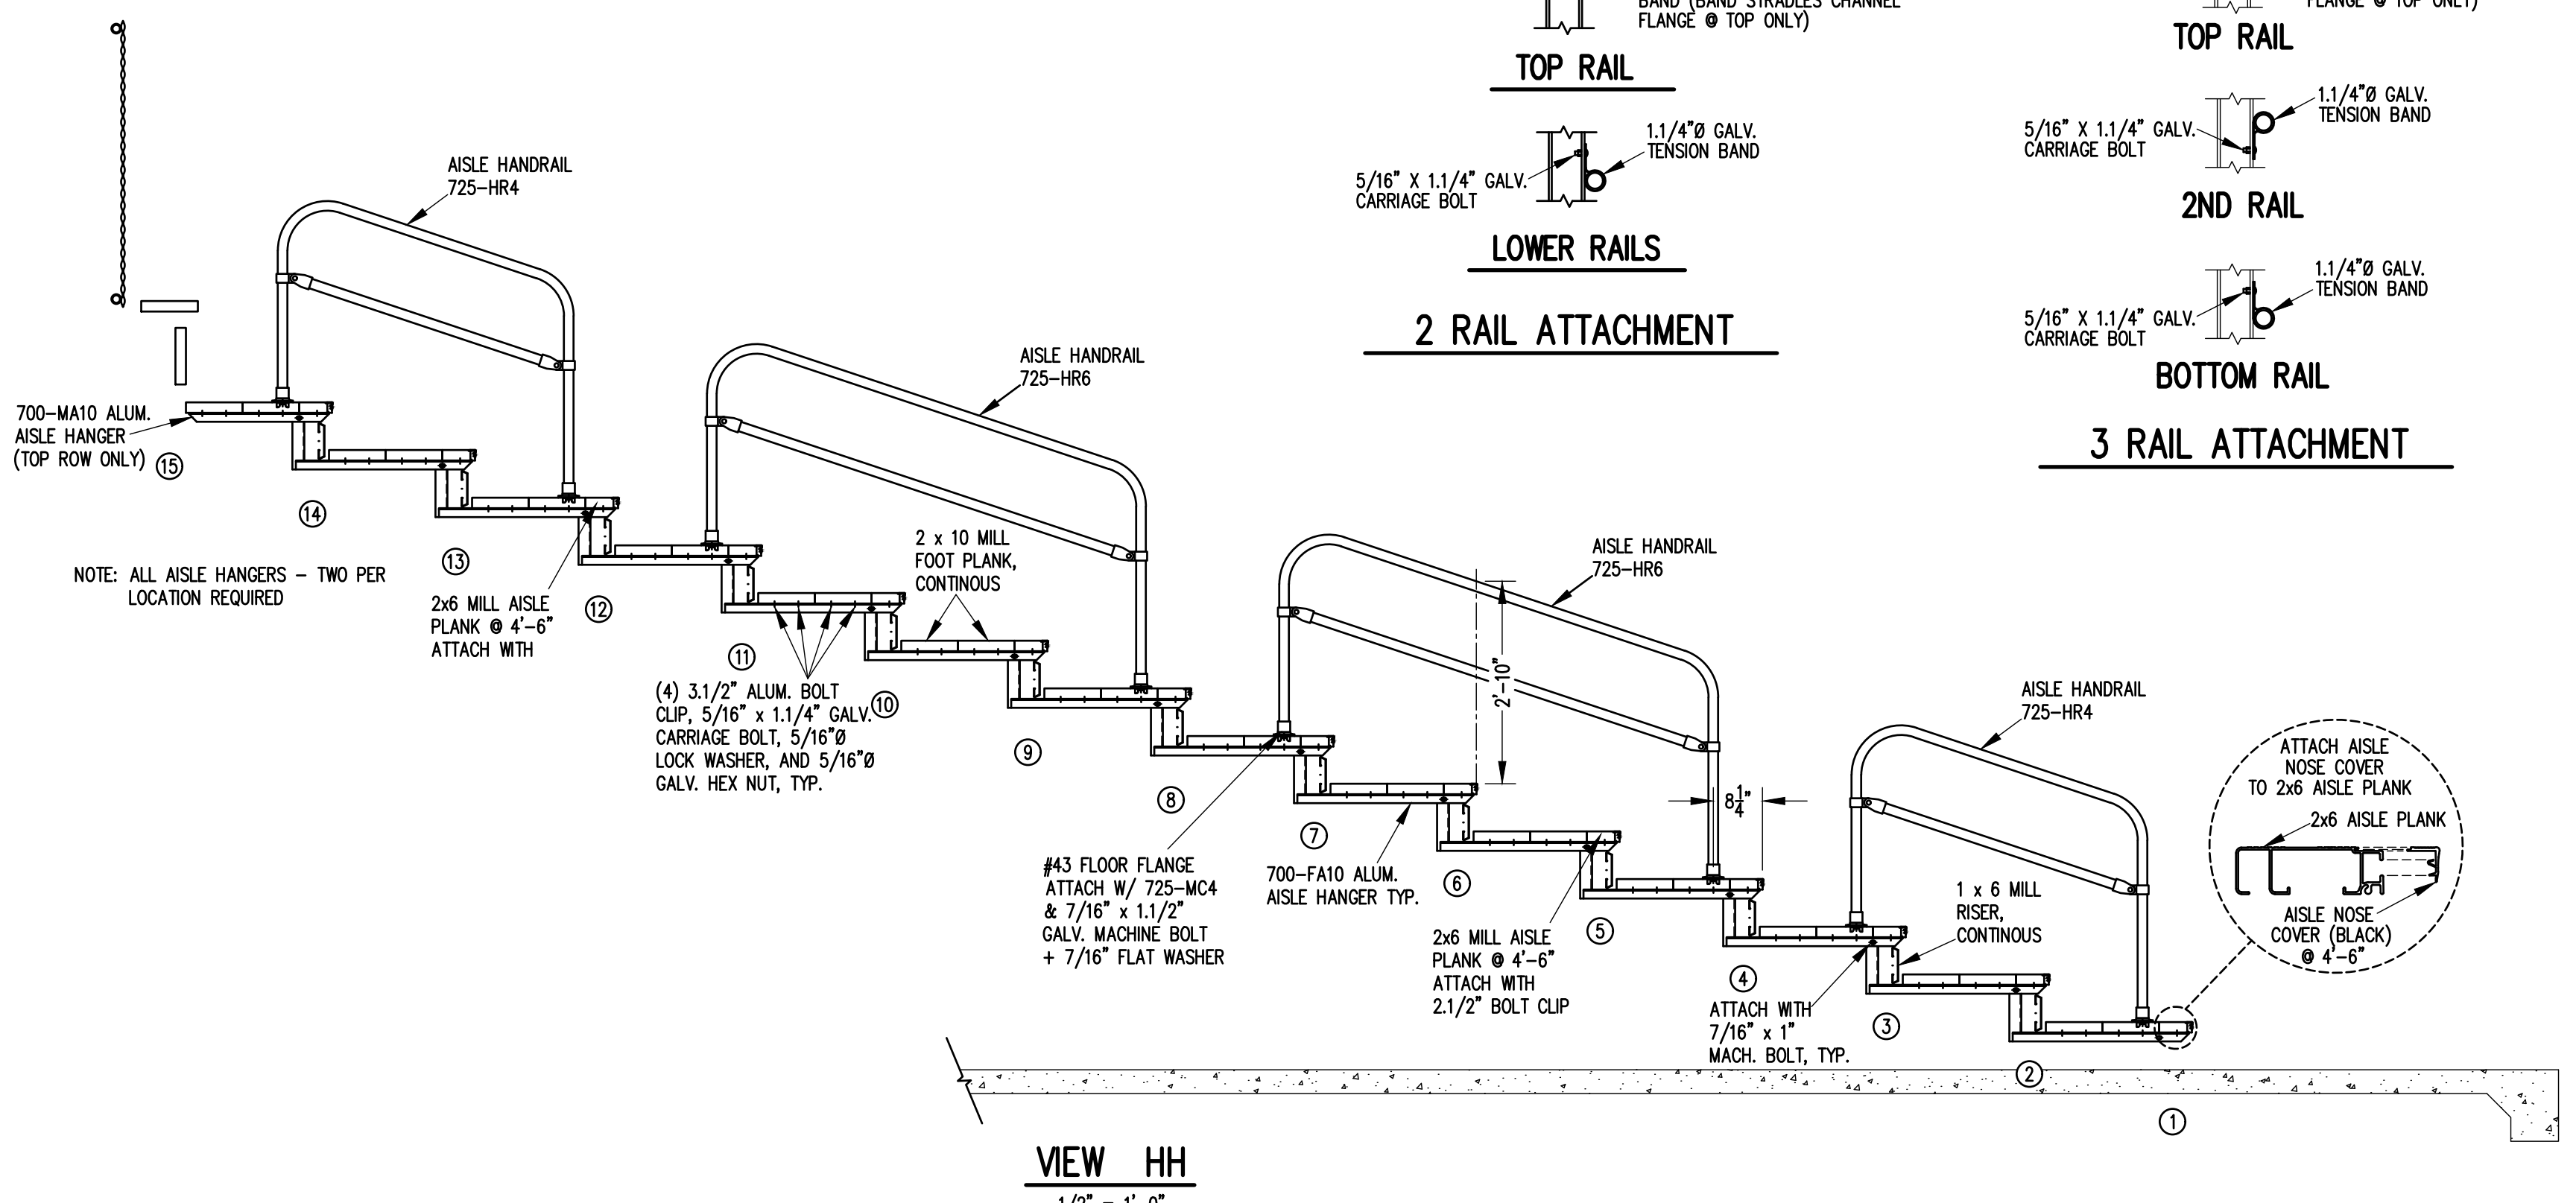 BAND (BAND STRADLES CHANNEL
FLANGE @ TOP ONLY)
TOP RAIL
1.1/4"Ø GALV.
TENSION BAND
5/16" X 1.1/4" GALV.
CARRIAGE BOLT
LOWER RAILS
2 RAIL ATTACHMENT
FLANGE @ TOP ONLY)
TOP RAIL
1.1/4"Ø GALV.
TENSION BAND
5/16" X 1.1/4" GALV.
CARRIAGE BOLT
2ND RAIL
1.1/4"Ø GALV.
TENSION BAND
5/16" X 1.1/4" GALV.
CARRIAGE BOLT
BOTTOM RAIL
3 RAIL ATTACHMENT
AISLE HANDRAIL
725-HR4
700-MA10 ALUM.
AISLE HANGER
(TOP ROW ONLY)
15
14
13
12
11
10
9
8
7
6
5
4
3
2
1
NOTE: ALL AISLE HANGERS - TWO PER
LOCATION REQUIRED
2x6 MILL AISLE
PLANK @ 4'-6"
ATTACH WITH
AISLE HANDRAIL
725-HR6
2 x 10 MILL
FOOT PLANK,
CONTINOUS
(4) 3.1/2" ALUM. BOLT
CLIP, 5/16" x 1.1/4" GALV.
CARRIAGE BOLT, 5/16"Ø
LOCK WASHER, AND 5/16"Ø
GALV. HEX NUT, TYP.
AISLE HANDRAIL
725-HR6
2'-10"
8 1/4"
#43 FLOOR FLANGE
ATTACH W/ 725-MC4
& 7/16" x 1.1/2"
GALV. MACHINE BOLT
+ 7/16" FLAT WASHER
700-FA10 ALUM.
AISLE HANGER TYP.
2x6 MILL AISLE
PLANK @ 4'-6"
ATTACH WITH
2.1/2" BOLT CLIP
AISLE HANDRAIL
725-HR4
1 x 6 MILL
RISER,
CONTINOUS
ATTACH WITH
7/16" x 1"
MACH. BOLT, TYP.
ATTACH AISLE
NOSE COVER
TO 2x6 AISLE PLANK
2x6 AISLE PLANK
AISLE NOSE
COVER (BLACK)
@ 4'-6"
VIEW HH
1/2" = 1'-0"